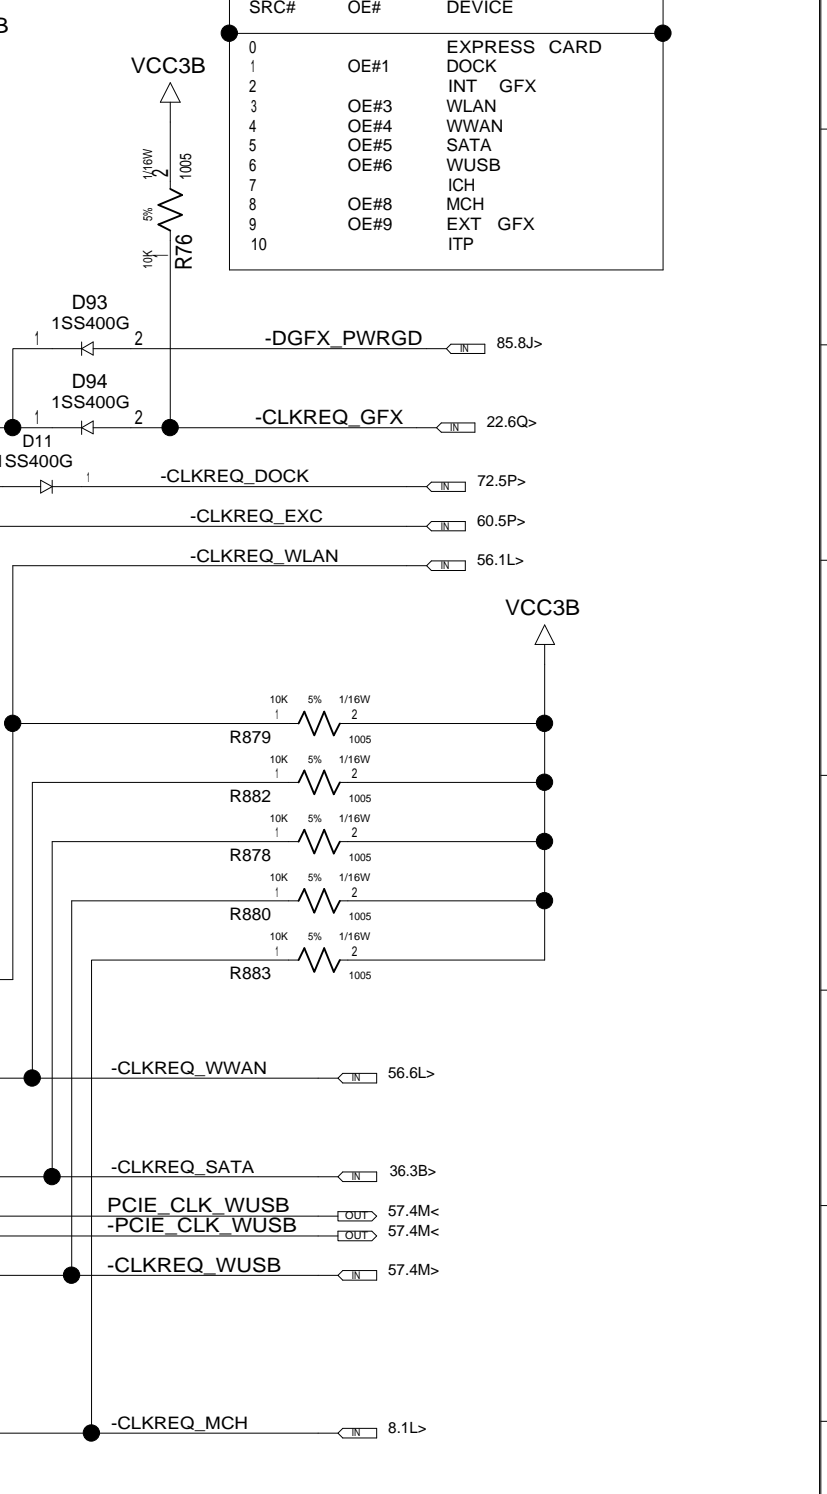 SRC# OE# DEVICE
B
0 EXPRESS CARD
VCC3B
1 OE#1 DOCK
2 INT GFX
3 OE#3 WLAN
4 OE#4 WWAN
5 OE#5 SATA
6 OE#6 WUSB
7 ICH
8 OE#8 MCH
9 OE#9 EXT GFX
10 ITP
1/16W
2
1005
5%
10K
1
R76
D93
1SS400G
1 2 -DGFX_PWRGD IN 85.8J>
D94
1SS400G
1 2 -CLKREQ_GFX IN 22.6Q>
D11
1SS400G
1 -CLKREQ_DOCK IN 72.5P>
-CLKREQ_EXC IN 60.5P>
-CLKREQ_WLAN IN 56.1L>
VCC3B
10K 5% 1/16W
1 2
R879 1005
10K 5% 1/16W
1 2
R882 1005
10K 5% 1/16W
1 2
R878 1005
10K 5% 1/16W
1 2
R880 1005
10K 5% 1/16W
1 2
R883 1005
-CLKREQ_WWAN IN 56.6L>
-CLKREQ_SATA IN 36.3B>
PCIE_CLK_WUSB OUT 57.4M<
-PCIE_CLK_WUSB OUT 57.4M<
-CLKREQ_WUSB IN 57.4M>
-CLKREQ_MCH IN 8.1L>